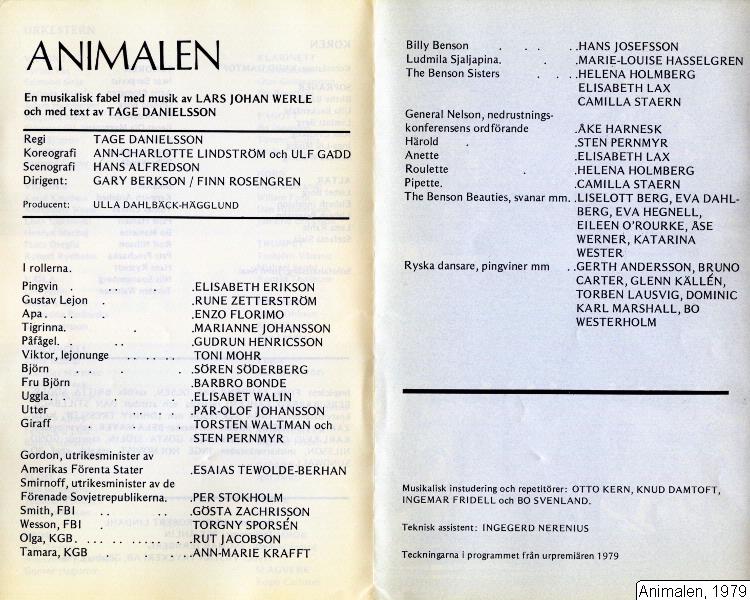 ANIMALEN
En musikalisk fabel med musik av LARS JOHAN WERLE
och med text av TAGE DANIELSSON
Regi TAGE DANIELSSON
Koreografi ANN-CHARLOTTE LINDSTRÖM och ULF GADD
Scenografi HANS ALFREDSON
Dirigent: GARY BERKSON / FINN ROSENGREN
Producent: ULLA DAHLBÄCK-HÄGGLUND
I rollerna.
Pingvin . . . . .ELISABETH ERIKSON
Gustav Lejon . .RUNE ZETTERSTRÖM
Apa. . . . .ENZO FLORIMO
Tigrinna. . .MARIANNE JOHANSSON
Påfågel. . . .GUDRUN HENRICSSON
Viktor, lejonunge . . . . . TONI MOHR
Björn . . . . .SÖREN SÖDERBERG
Fru Björn . .BARBRO BONDE
Uggla. . . . .ELISABET WALIN
Utter . . .PÄR-OLOF JOHANSSON
Giraff . . .TORSTEN WALTMAN och
STEN PERNMYR
Gordon, utrikesminister av
Amerikas Förenta Stater .ESAIAS TEWOLDE-BERHAN
Smirnoff, utrikesminister av de
Förenade Sovjetrepublikerna. .PER STOKHOLM
Smith, FBI . . . . .GÖSTA ZACHRISSON
Wesson, FBI . TORGNY SPORSÉN
Olga, KGB. . . . . . . . . . .RUT JACOBSON
Tamara, KGB . . . . .ANN-MARIE KRAFFT
Billy Benson . . . . .HANS JOSEFSSON
Ludmila Sjaljapina. . .MARIE-LOUISE HASSELGREN
The Benson Sisters . . . .HELENA HOLMBERG
ELISABETH LAX
CAMILLA STAERN
General Nelson, nedrustnings-
konferensens ordförande .ÅKE HARNESK
Härold . .STEN PERNMYR
Anette .ELISABETH LAX
Roulette . .HELENA HOLMBERG
Pipette. .CAMILLA STAERN
The Benson Beauties, svanar mm. .LISELOTT BERG, EVA DAHL-
BERG, EVA HEGNELL,
EILEEN O'ROURKE, ÅSE
WERNER, KATARINA
WESTER
Ryska dansare, pingviner mm . .GERTH ANDERSSON, BRUNO
CARTER, GLENN KÄLLÉN,
TORBEN LAUSVIG, DOMINIC
KARL MARSHALL, BO
WESTERHOLM
Musikalisk instudering och repetitörer: OTTO KERN, KNUD DAMTOFT,
INGEMAR FRIDELL och BO SVENLAND.
Teknisk assistent: INGEGERD NERENIUS
Teckningarna i programmet från urpremiären 1979
Animalen, 1979